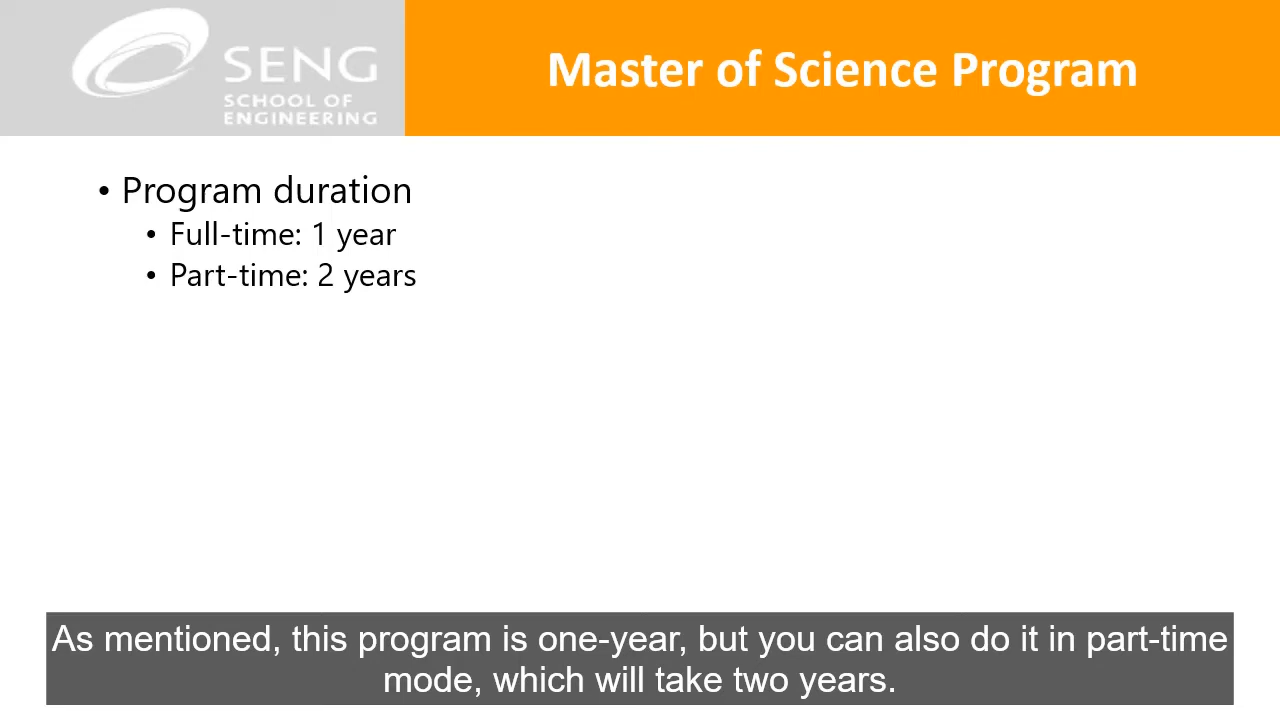 SENG
SCHOOL OF
ENGINEERING
Master of Science Program
• Program duration
• Full-time: 1 year
• Part-time: 2 years
As mentioned, this program is one-year, but you can also do it in part-time
mode, which will take two years.